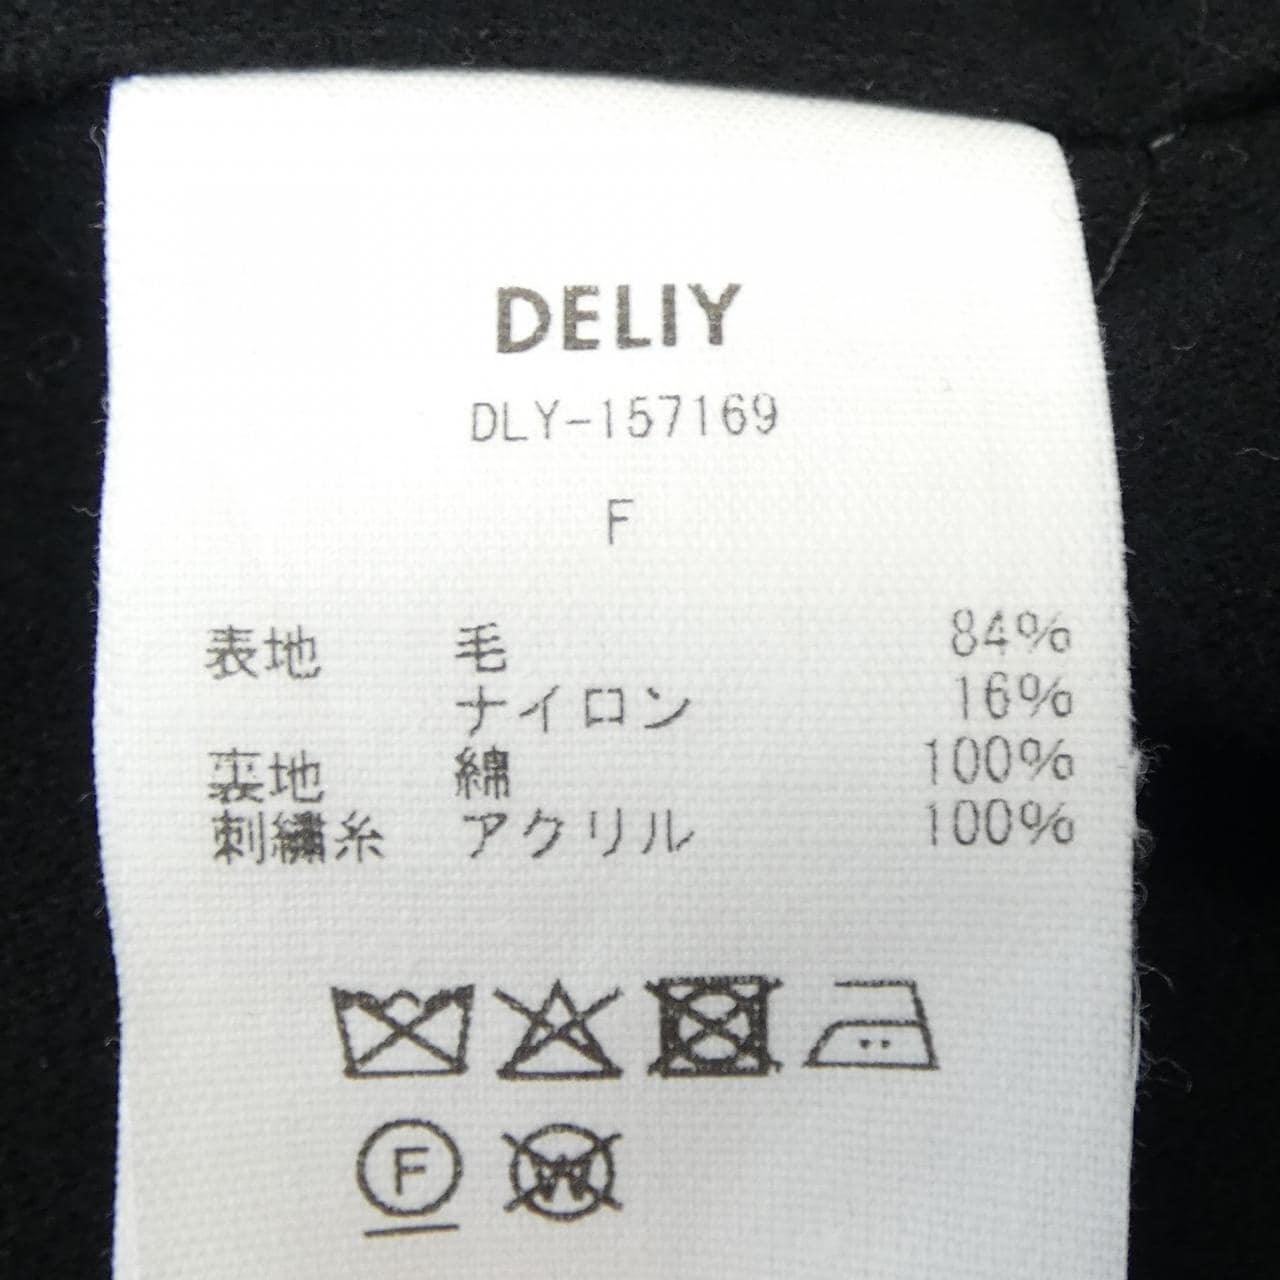 DELIY
DLY-157169
F
表地 毛 84%
ナイロン 16%
裏地 綿 100%
刺繍糸 アクリル 100%
F W